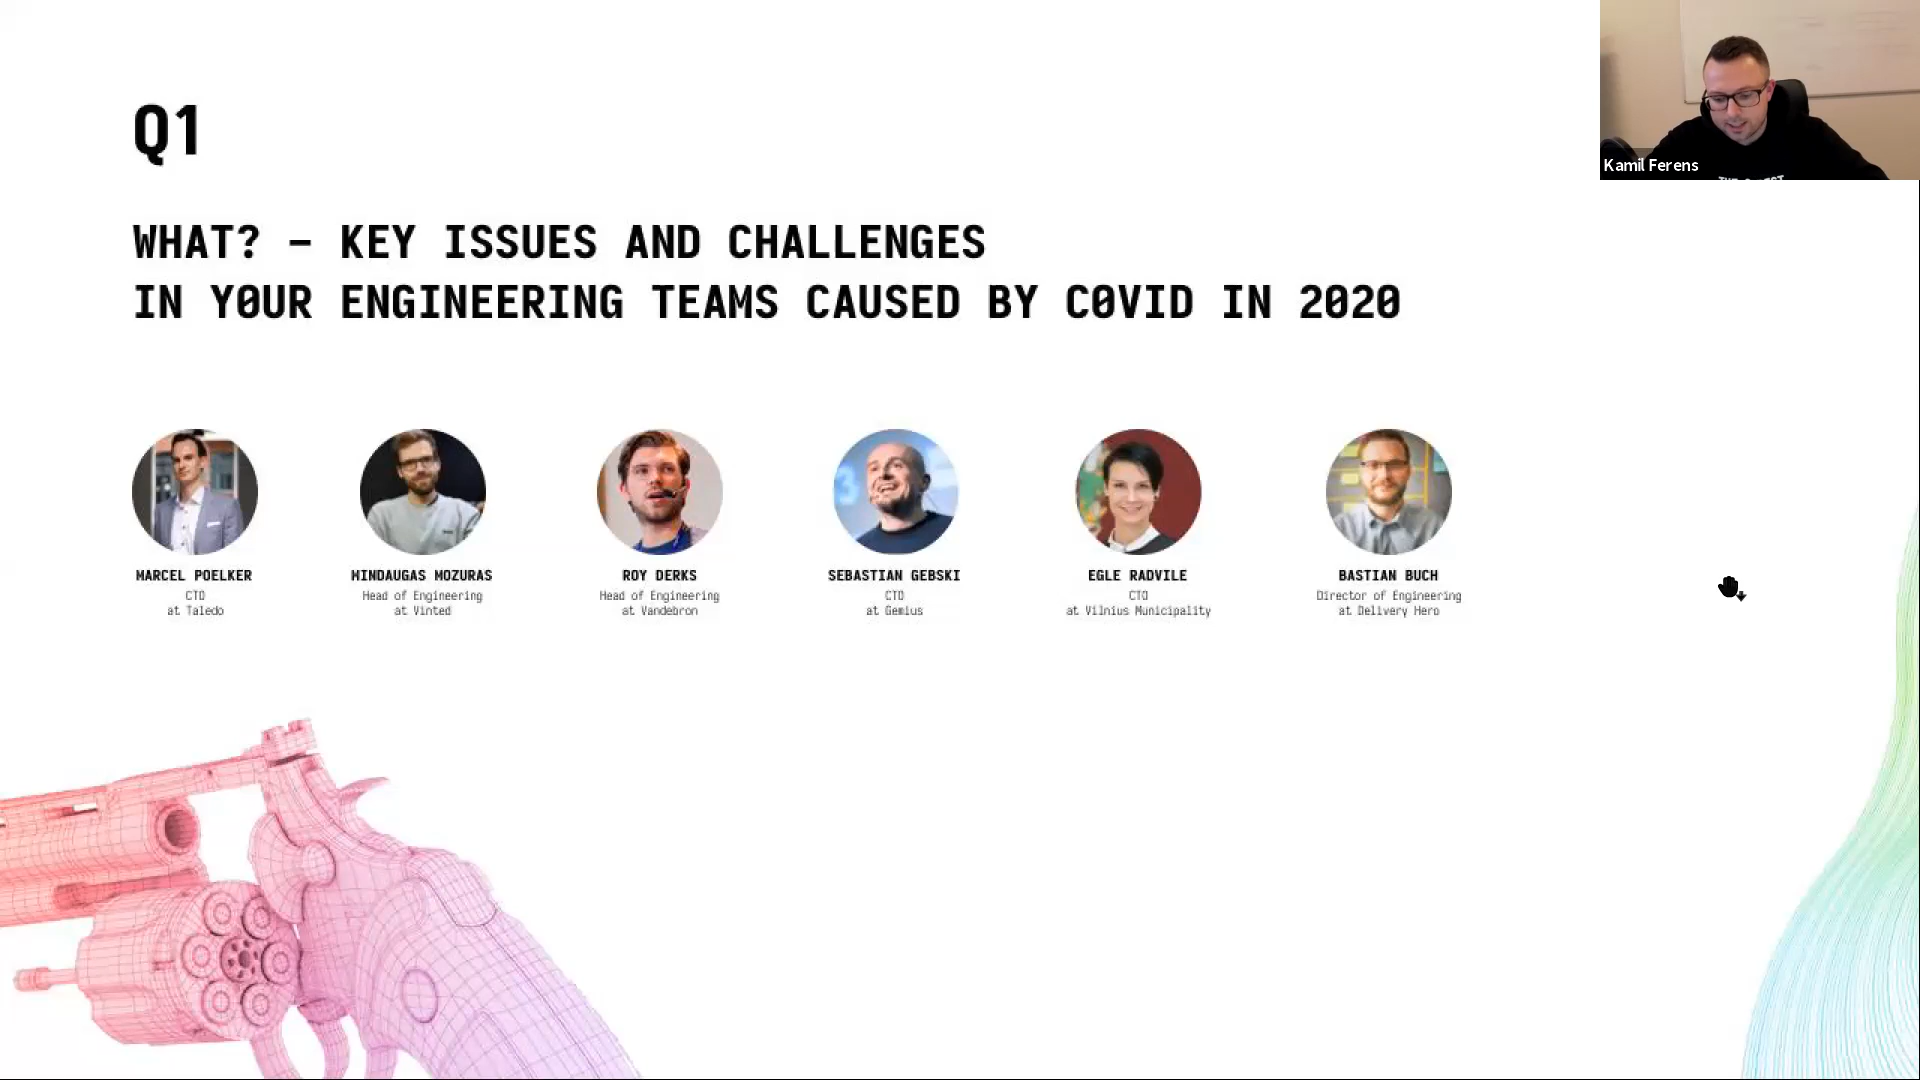 Q1
WHAT? – KEY ISSUES AND CHALLENGES
IN YOUR ENGINEERING TEAMS CAUSED BY COVID IN 2020
Kamil Ferens
MARCEL POELKER
CTO
at Taledo
MINDAUGAS MOZURAS
Head of Engineering
at Vinted
ROY DERKS
Head of Engineering
at Vandebron
SEBASTIAN GEBSKI
CTO
at Gemius
EGLE RADVILE
CTO
at Vilnius Municipality
BASTIAN BUCH
Director of Engineering
at Delivery Hero